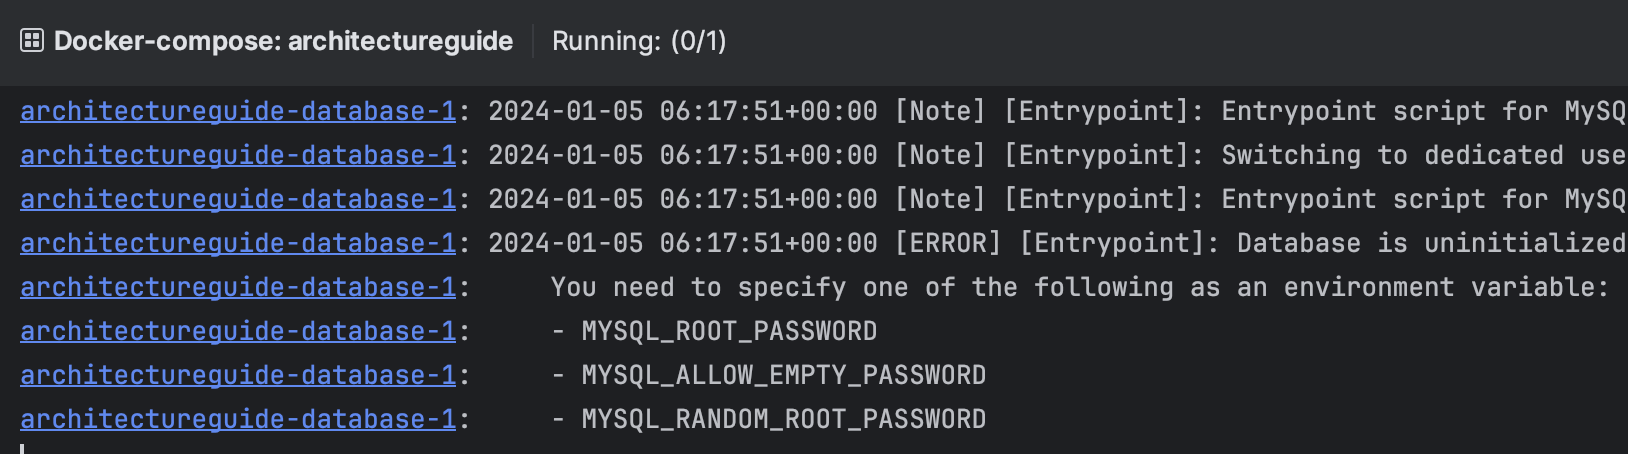 Docker-compose: architectureguide Running: (0/1)
architectureguide-database-1: 2024-01-05 06:17:51+00:00 [Note] [Entrypoint]: Entrypoint script for MySQ
architectureguide-database-1: 2024-01-05 06:17:51+00:00 [Note] [Entrypoint]: Switching to dedicated use
architectureguide-database-1: 2024-01-05 06:17:51+00:00 [Note] [Entrypoint]: Entrypoint script for MySQ
architectureguide-database-1: 2024-01-05 06:17:51+00:00 [ERROR] [Entrypoint]: Database is uninitialized
architectureguide-database-1:     You need to specify one of the following as an environment variable:
architectureguide-database-1:     - MYSQL_ROOT_PASSWORD
architectureguide-database-1:     - MYSQL_ALLOW_EMPTY_PASSWORD
architectureguide-database-1:     - MYSQL_RANDOM_ROOT_PASSWORD